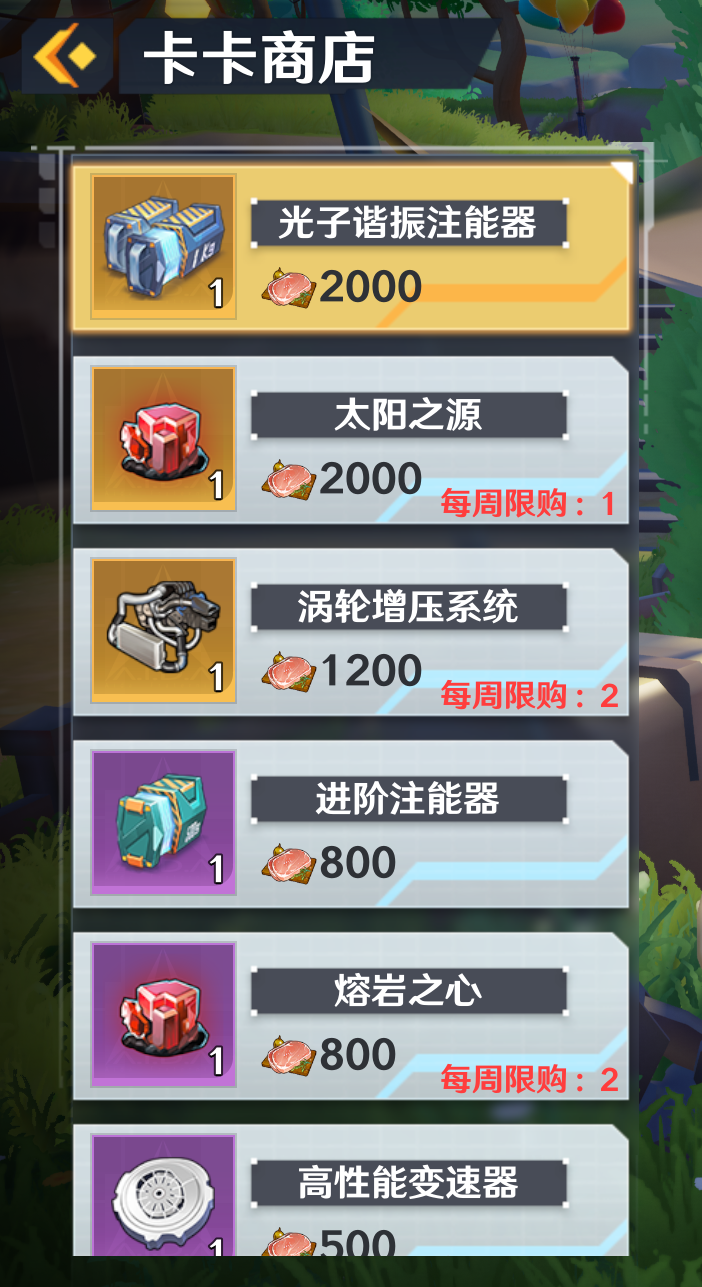 卡卡商店
光子谐振注能器
1 Ka
1
2000
太阳之源
1
2000
每周限购：1
涡轮增压系统
1
1200
每周限购：2
进阶注能器
1
800
熔岩之心
1
800
每周限购：2
高性能变速器
1
500